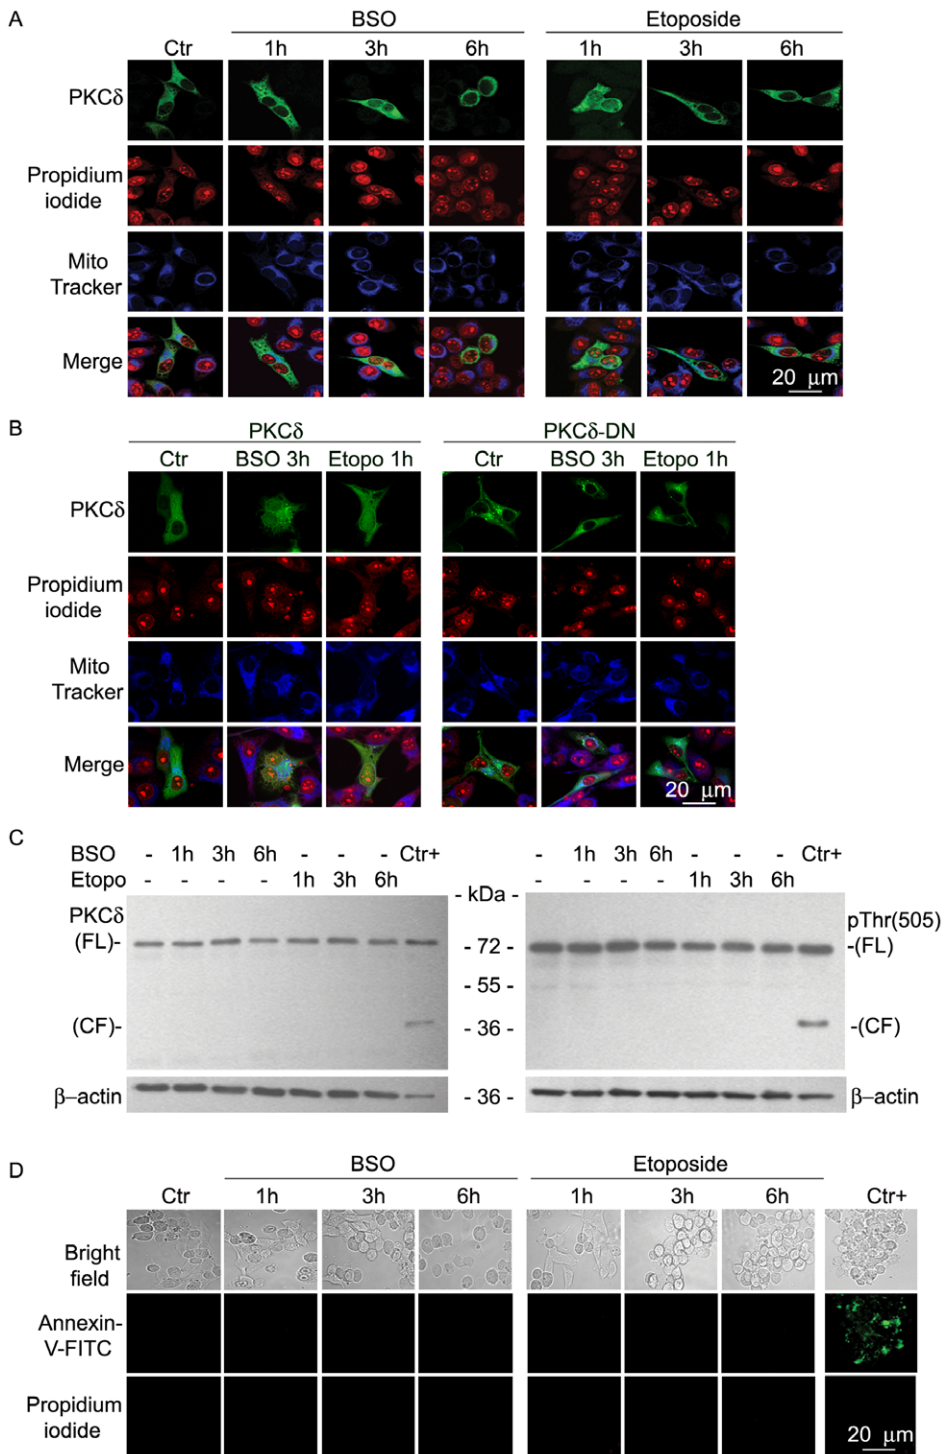 A
BSO Etoposide
Ctr 1h 3h 6h 1h 3h 6h
PKCδ
Propidium
iodide
Mito
Tracker
Merge
20 μm
B
PKCδ PKCδ-DN
Ctr BSO 3h Etopo 1h Ctr BSO 3h Etopo 1h
PKCδ
Propidium
iodide
Mito
Tracker
Merge
20 μm
C
BSO - 1h 3h 6h - - - Ctr+ - 1h 3h 6h - - - Ctr+
Etopo - - - - 1h 3h 6h - - - - 1h 3h 6h
- kDa -
PKCδ pThr(505)
(FL)- - 72 - -(FL)
- 55 -
(CF)- - 36 - -(CF)
β-actin - 36 - β-actin
D
BSO Etoposide
Ctr 1h 3h 6h 1h 3h 6h Ctr+
Bright
field
Annexin-
V-FITC
Propidium
iodide
20 μm